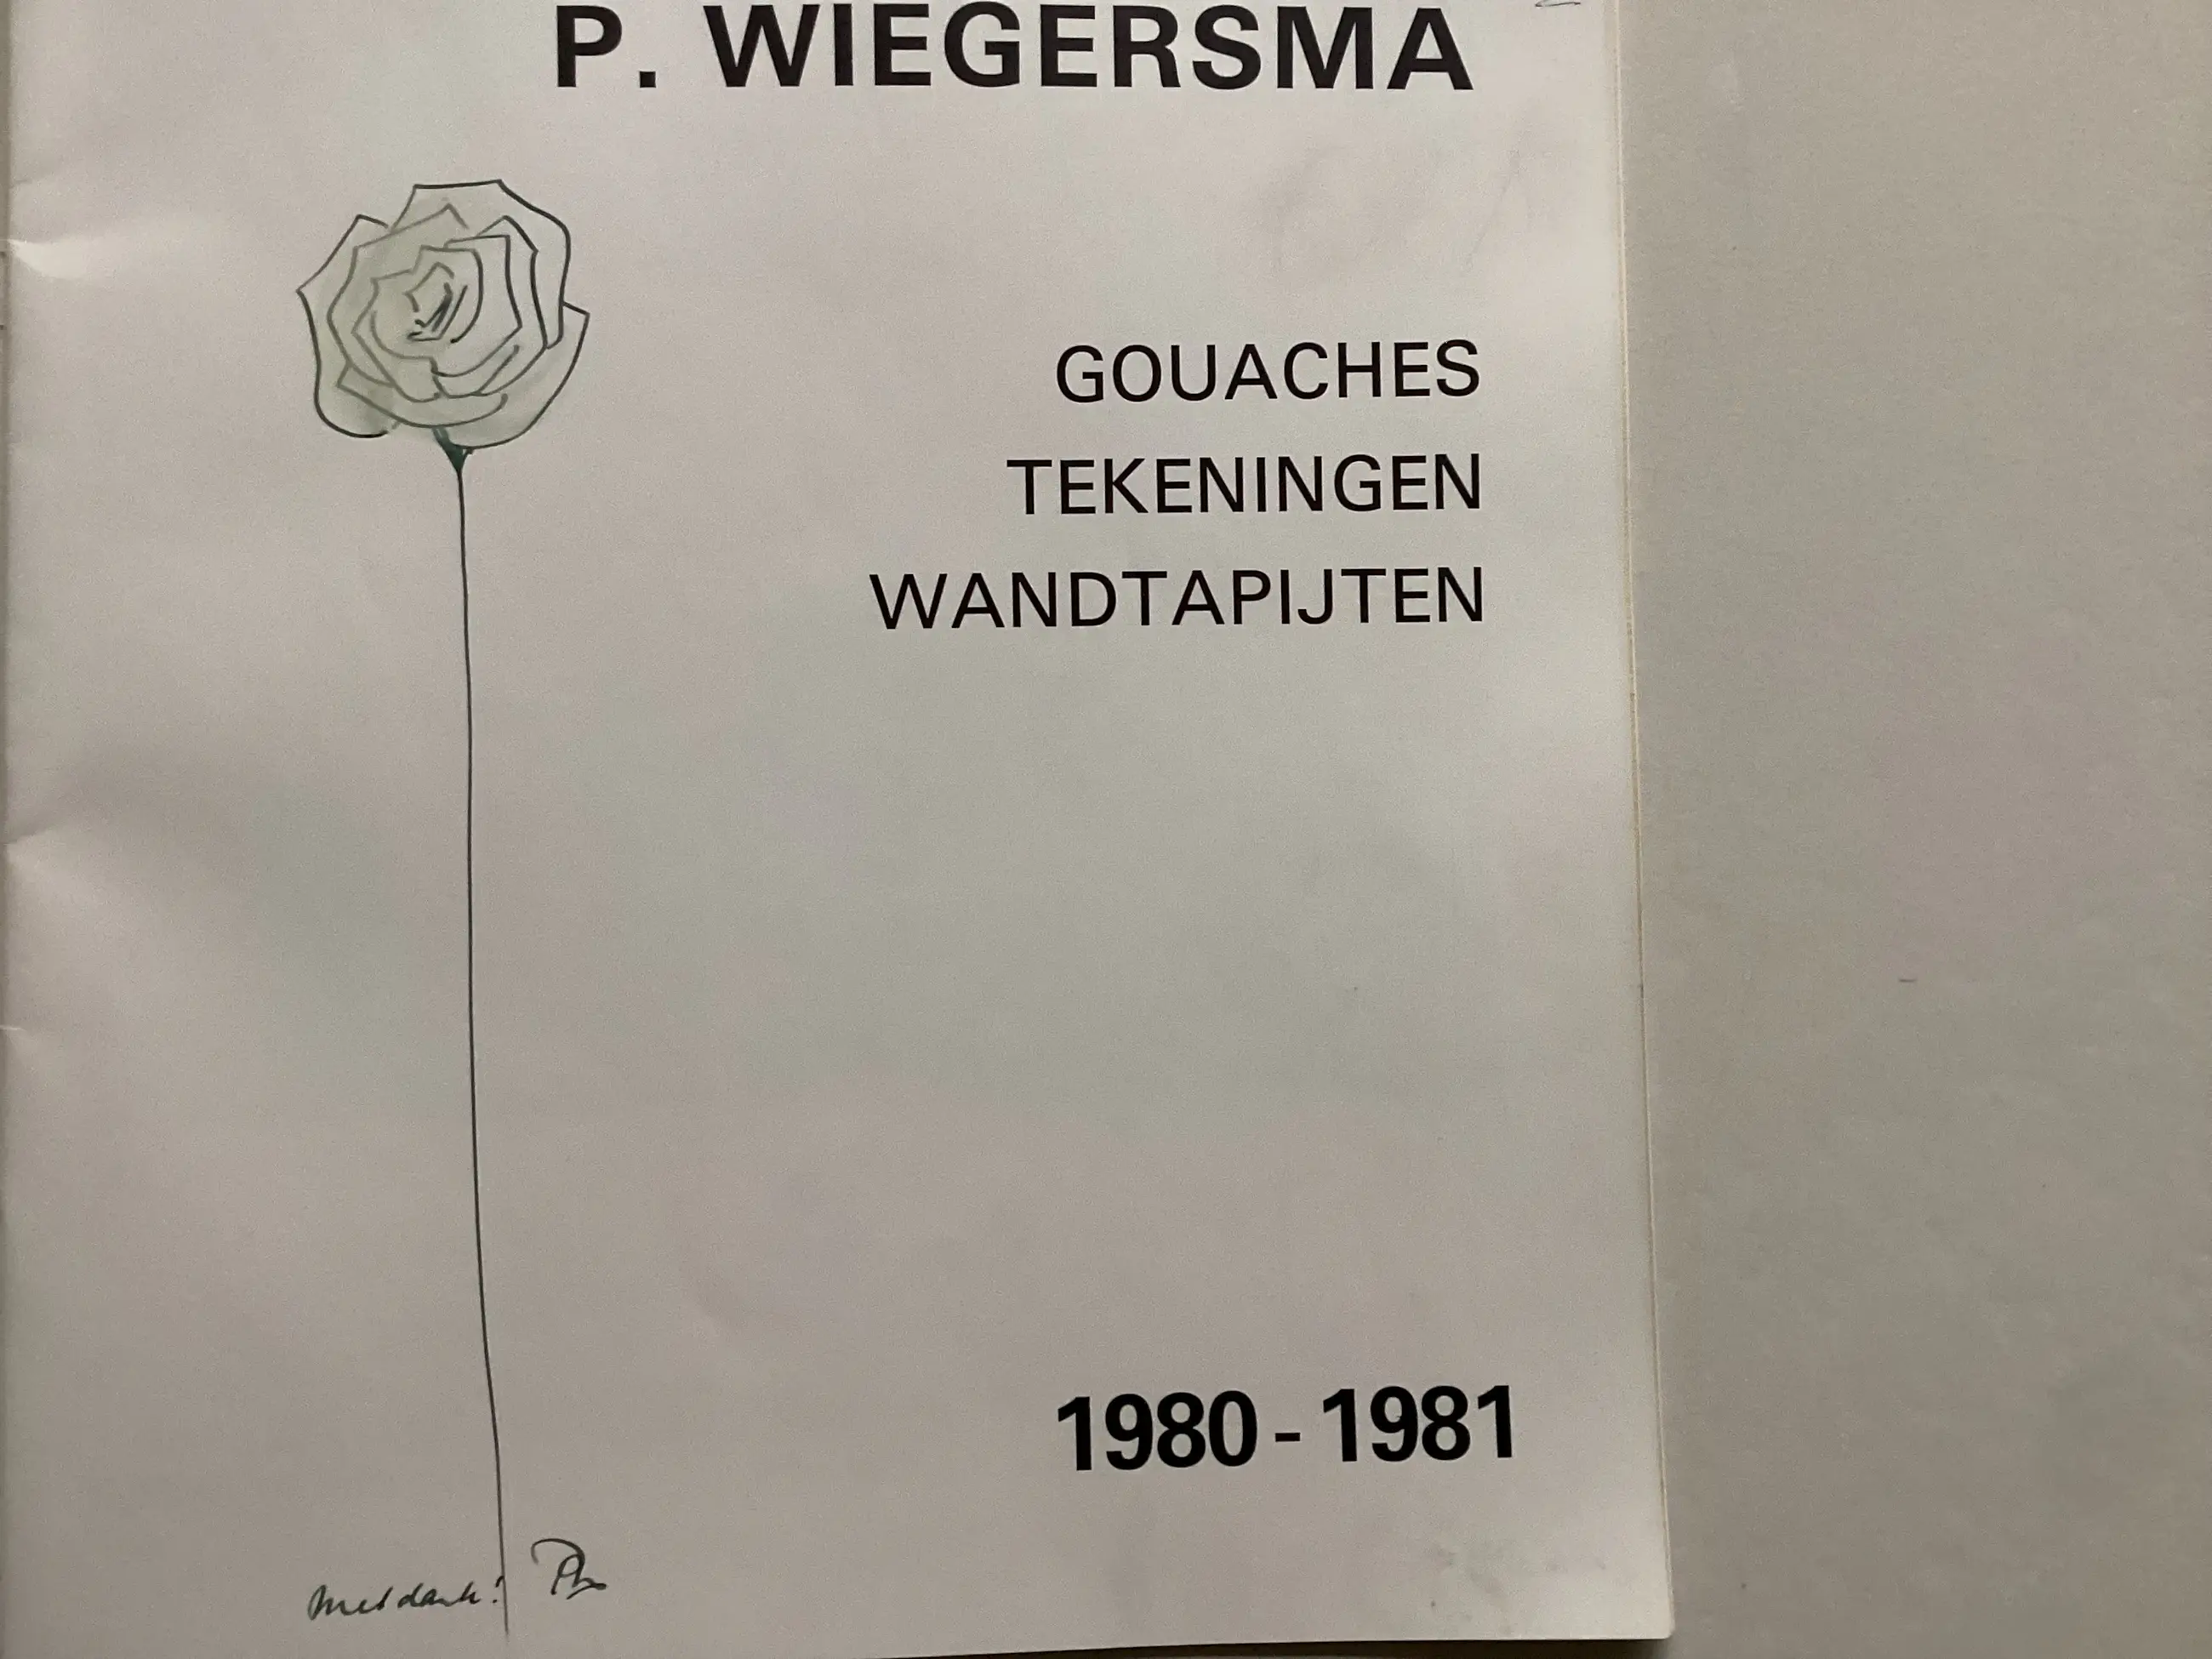 P. WIEGERSMA
GOUACHES
TEKENINGEN
WANDTAPIJTEN
1980 - 1981
met dank!